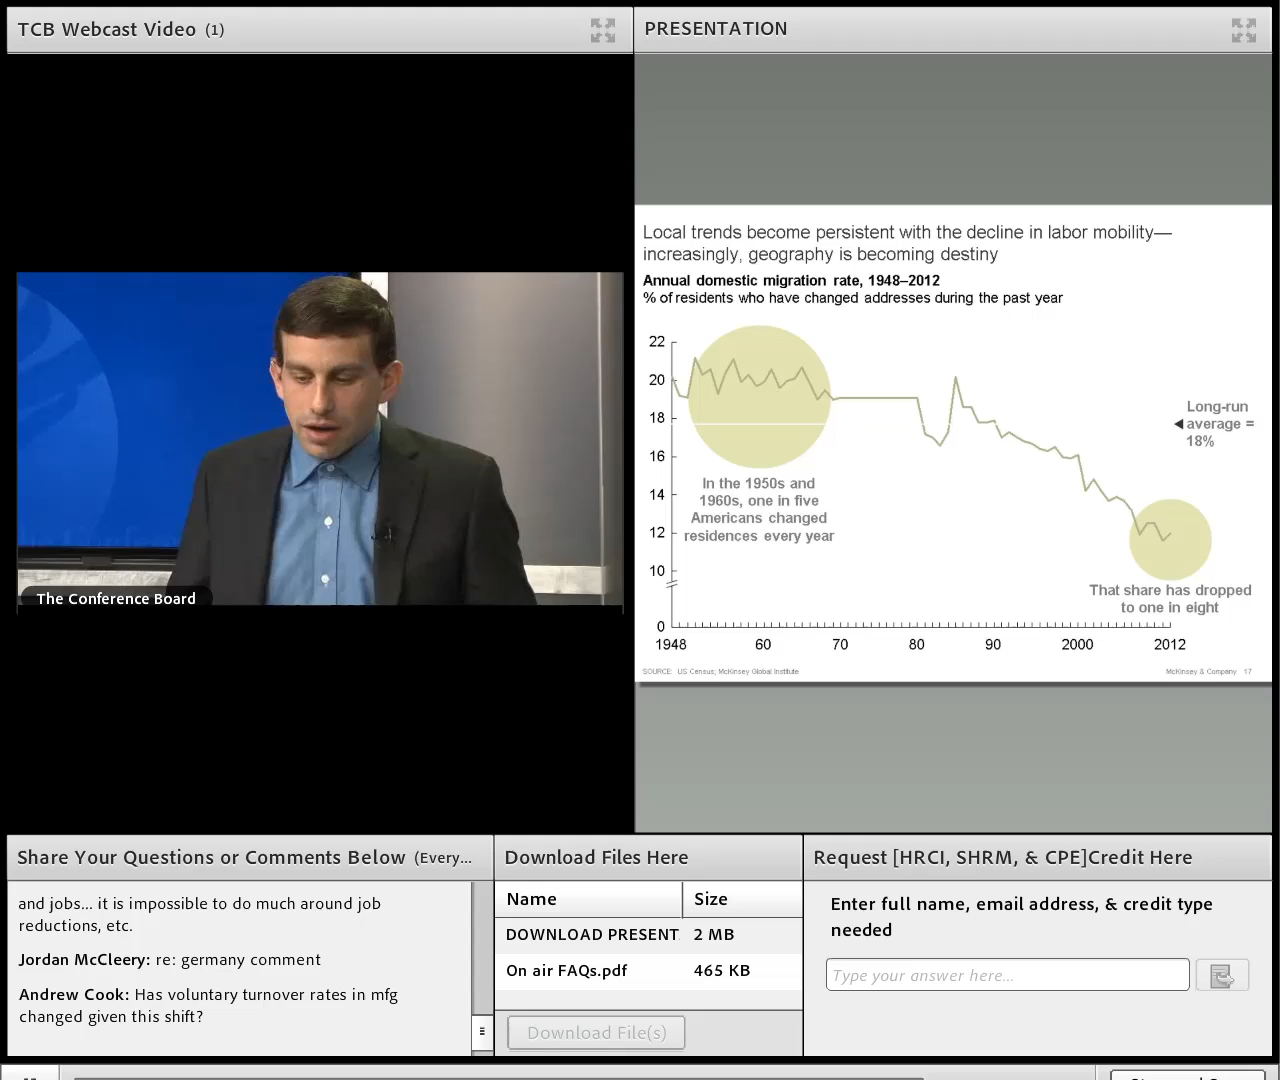 TCB Webcast Video (1)
PRESENTATION
Local trends become persistent with the decline in labor mobility—
increasingly, geography is becoming destiny
Annual domestic migration rate, 1948–2012
% of residents who have changed addresses during the past year
22
20
18
16
14
12
10
0
1948 60 70 80 90 2000 2012
In the 1950s and
1960s, one in five
Americans changed
residences every year
Long-run
average =
18%
That share has dropped
to one in eight
SOURCE: US Census; McKinsey Global Institute
McKinsey & Company 17
The Conference Board
Share Your Questions or Comments Below (Every...
and jobs... it is impossible to do much around job
reductions, etc.
Jordan McCleery: re: germany comment
Andrew Cook: Has voluntary turnover rates in mfg
changed given this shift?
Download Files Here
Name Size
DOWNLOAD PRESENT 2 MB
On air FAQs.pdf 465 KB
Download File(s)
Request [HRCI, SHRM, & CPE]Credit Here
Enter full name, email address, & credit type
needed
Type your answer here...